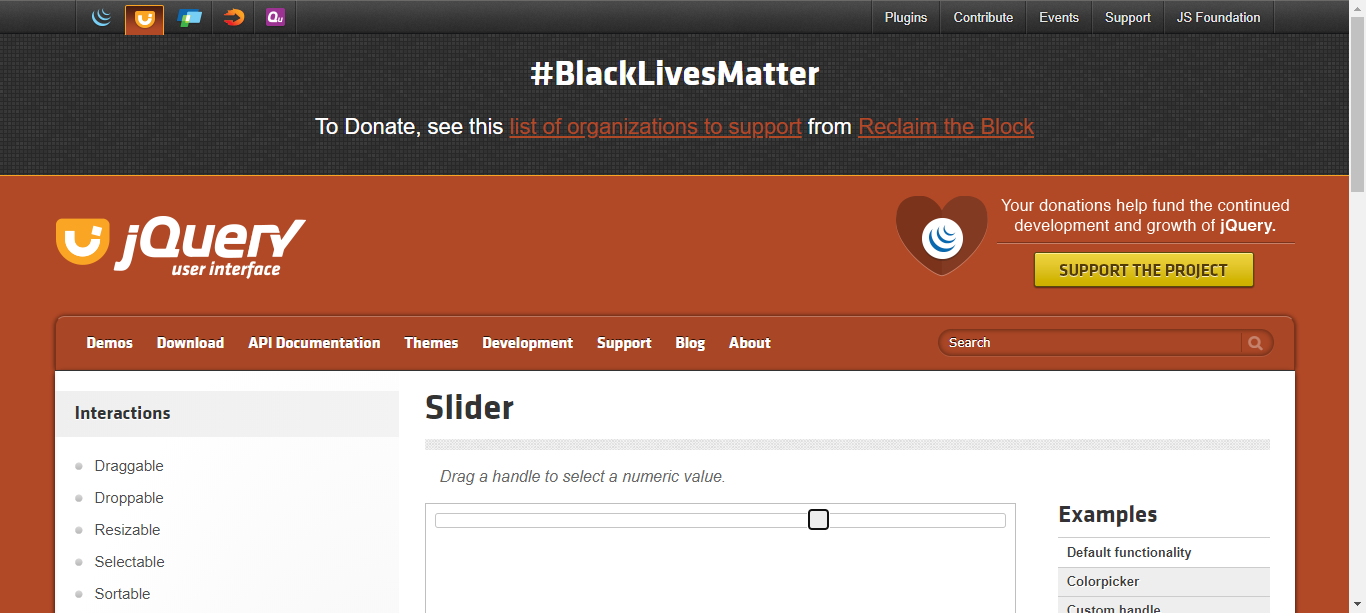 Qu
Plugins
Contribute
Events
Support
JS Foundation
#BlackLivesMatter
To Donate, see this list of organizations to support from Reclaim the Block
jQuery
user interface
Your donations help fund the continued
development and growth of jQuery.
SUPPORT THE PROJECT
Demos
Download
API Documentation
Themes
Development
Support
Blog
About
Search
Interactions
Draggable
Droppable
Resizable
Selectable
Sortable
Slider
Drag a handle to select a numeric value.
Examples
Default functionality
Colorpicker
Custom handle